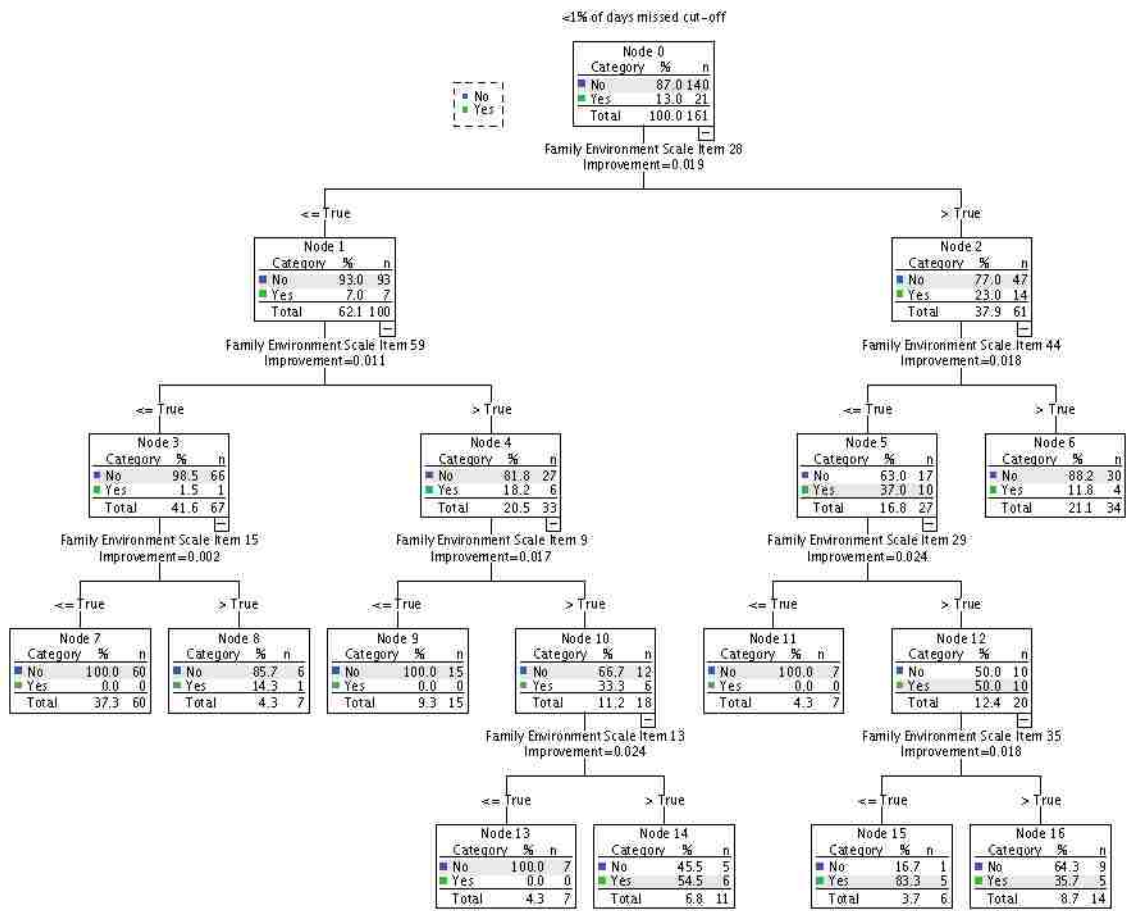 <1% of days missed cut-off
Node 0
Category % n
No 87.0 140
Yes 13.0 21
Total 100.0 161
No
Yes
Family Environment Scale Item 28
Improvement=0.019
<= True
> True
Node 1
Category % n
No 93.0 93
Yes 7.0 7
Total 62.1 100
Node 2
Category % n
No 77.0 47
Yes 23.0 14
Total 37.9 61
Family Environment Scale Item 59
Improvement=0.011
Family Environment Scale Item 44
Improvement=0.018
<= True
> True
<= True
> True
Node 3
Category % n
No 98.5 66
Yes 1.5 1
Total 41.6 67
Node 4
Category % n
No 81.8 27
Yes 18.2 6
Total 20.5 33
Node 5
Category % n
No 63.0 17
Yes 37.0 10
Total 16.8 27
Node 6
Category % n
No 88.2 30
Yes 11.8 4
Total 21.1 34
Family Environment Scale Item 15
Improvement=0.002
Family Environment Scale Item 9
Improvement=0.017
Family Environment Scale Item 29
Improvement=0.024
<= True
> True
<= True
> True
<= True
> True
Node 7
Category % n
No 100.0 60
Yes 0.0 0
Total 37.3 60
Node 8
Category % n
No 85.7 6
Yes 14.3 1
Total 4.3 7
Node 9
Category % n
No 100.0 15
Yes 0.0 0
Total 9.3 15
Node 10
Category % n
No 66.7 12
Yes 33.3 6
Total 11.2 18
Node 11
Category % n
No 100.0 7
Yes 0.0 0
Total 4.3 7
Node 12
Category % n
No 50.0 10
Yes 50.0 10
Total 12.4 20
Family Environment Scale Item 13
Improvement=0.024
Family Environment Scale Item 35
Improvement=0.018
<= True
> True
<= True
> True
Node 13
Category % n
No 100.0 7
Yes 0.0 0
Total 4.3 7
Node 14
Category % n
No 45.5 5
Yes 54.5 6
Total 6.8 11
Node 15
Category % n
No 16.7 1
Yes 83.3 5
Total 3.7 6
Node 16
Category % n
No 64.3 9
Yes 35.7 5
Total 8.7 14